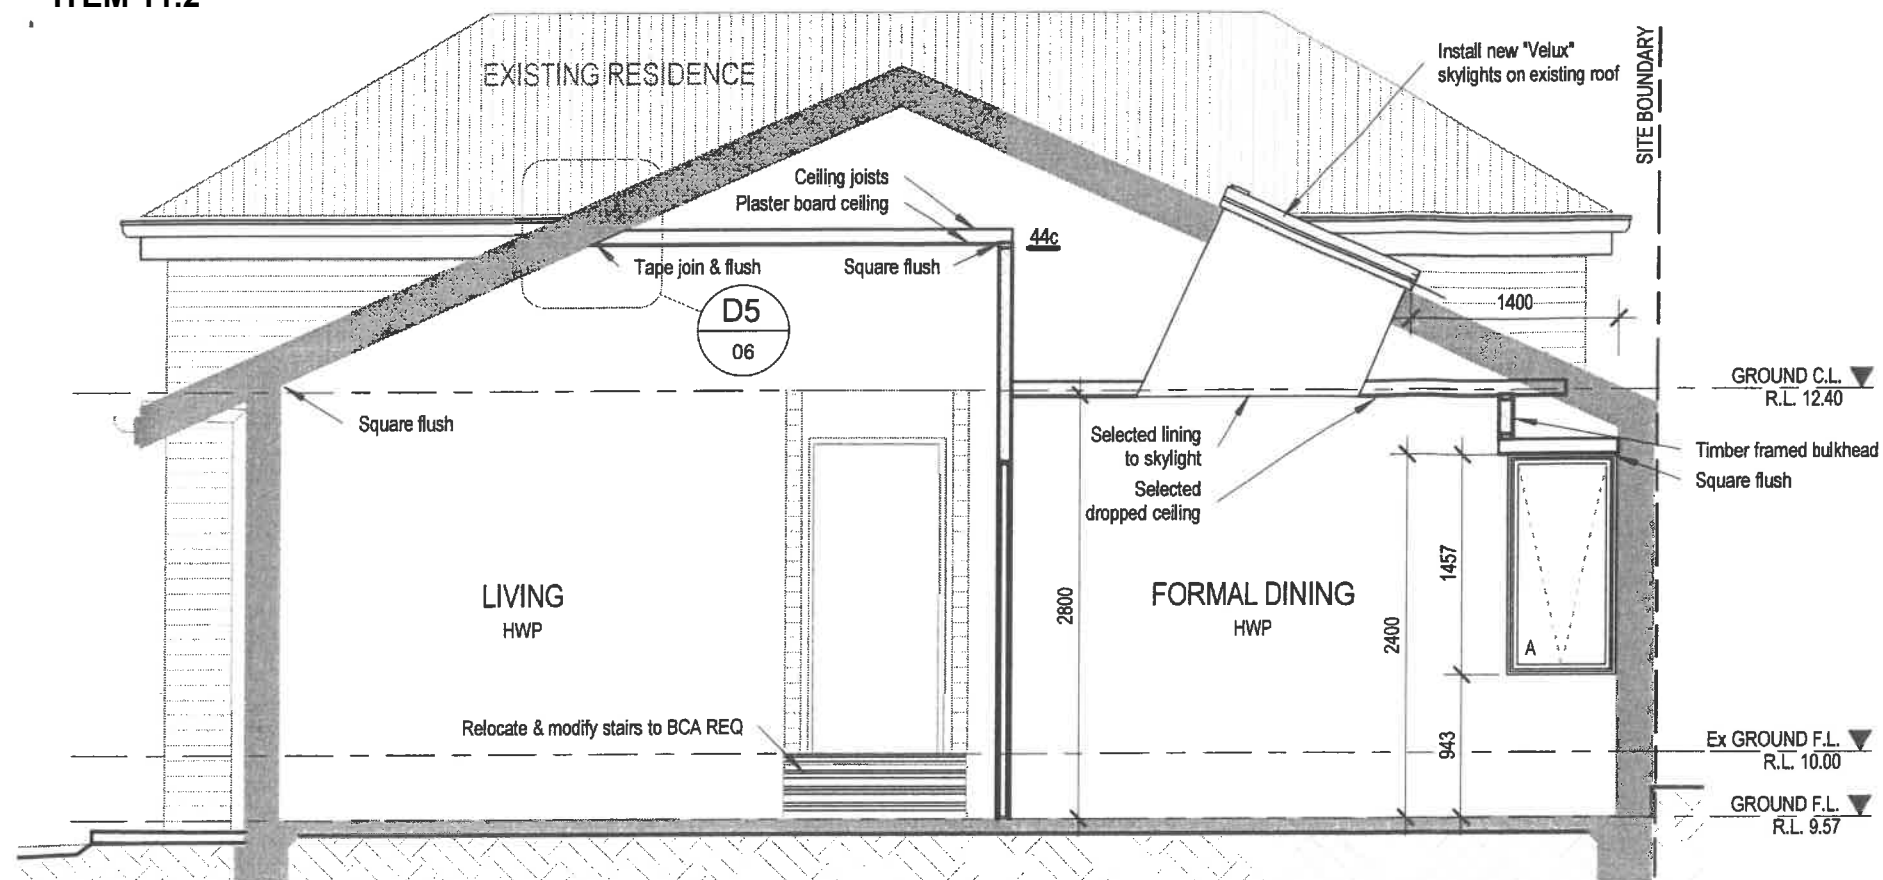 ITEM 11.2
EXISTING RESIDENCE
Install new "Velux"
skylights on existing roof
SITE BOUNDARY
Ceiling joists
Plaster board ceiling
44c
Tape join & flush
Square flush
D5
06
1400
GROUND C.L.
R.L. 12.40
Square flush
Selected lining
to skylight
Selected
dropped ceiling
Timber framed bulkhead
Square flush
LIVING
HWP
2800
FORMAL DINING
HWP
2400
1457
A
Relocate & modify stairs to BCA REQ
943
Ex GROUND F.L.
R.L. 10.00
GROUND F.L.
R.L. 9.57